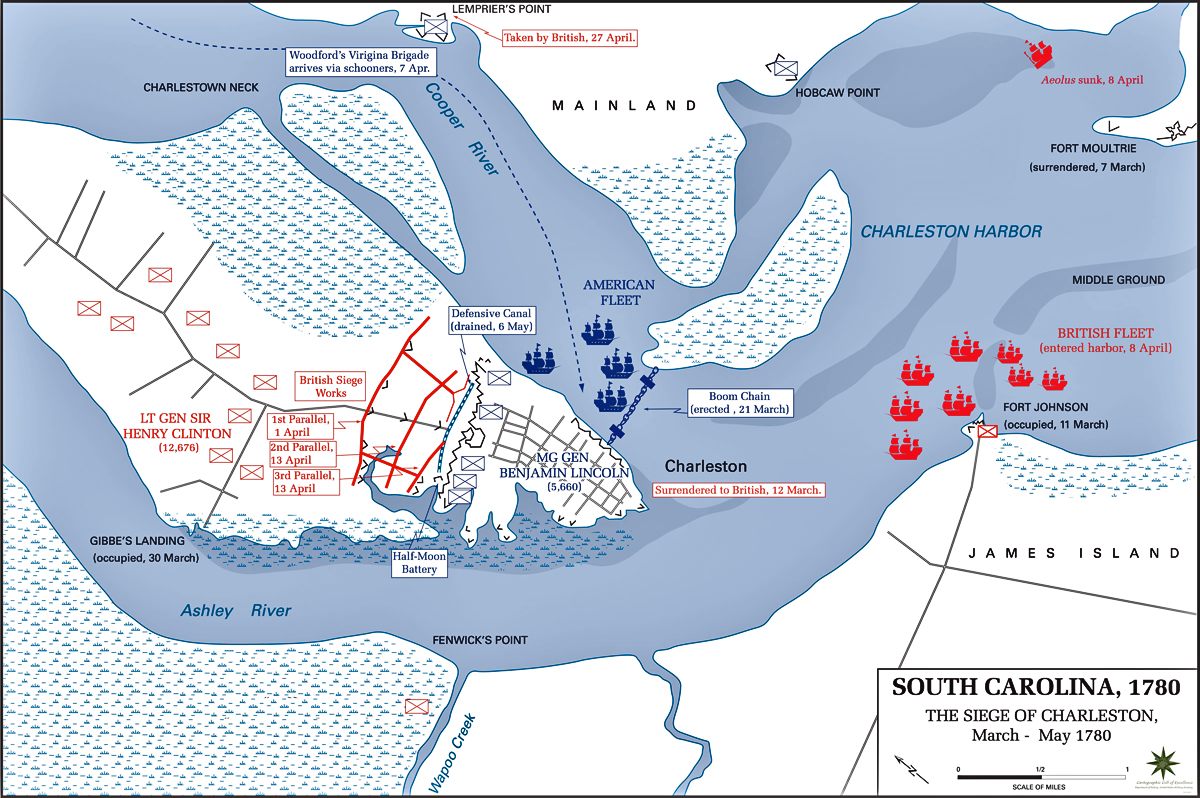 LEMPRIER'S POINT
Taken by British, 27 April.
Woodford's Virigina Brigade
arrives via schooners, 7 Apr.
CHARLESTOWN NECK
Cooper River
MAINLAND
HOBCAW POINT
Aeolus sunk, 8 April
FORT MOULTRIE
(surrendered, 7 March)
CHARLESTON HARBOR
MIDDLE GROUND
AMERICAN
FLEET
BRITISH FLEET
(entered harbor, 8 April)
Defensive Canal
(drained, 6 May)
British Siege
Works
1st Parallel,
1 April
2nd Parallel,
13 April
3rd Parallel,
13 April
LT GEN SIR
HENRY CLINTON
(12,676)
Boom Chain
(erected , 21 March)
FORT JOHNSON
(occupied, 11 March)
MG GEN
BENJAMIN LINCOLN
(5,660)
Charleston
Surrendered to British, 12 March.
GIBBE'S LANDING
(occupied, 30 March)
Half-Moon
Battery
JAMES ISLAND
Ashley River
FENWICK'S POINT
Wapoo Creek
SOUTH CAROLINA, 1780
THE SIEGE OF CHARLESTON,
March - May 1780
N
0 1/2 1
SCALE OF MILES